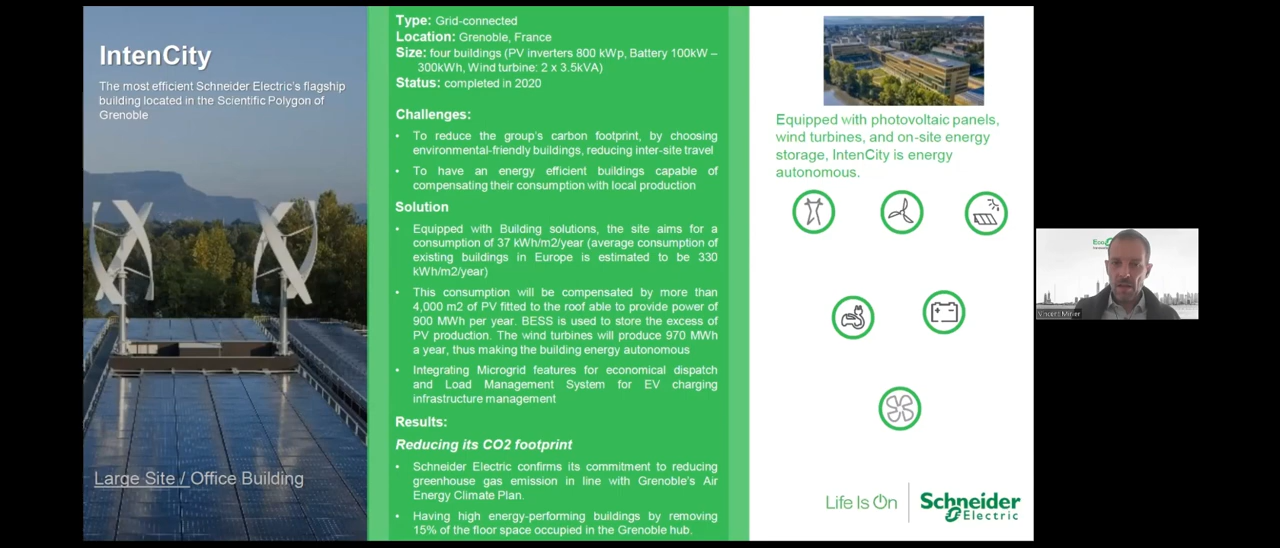 IntenCity
The most efficient Schneider Electric's flagship
building located in the Scientific Polygon of
Grenoble
Large Site / Office Building
Type: Grid-connected
Location: Grenoble, France
Size: four buildings (PV inverters 800 kWp, Battery 100kW –
300kWh, Wind turbine: 2 x 3.5kVA)
Status: completed in 2020
Challenges:
• To reduce the group's carbon footprint, by choosing
environmental-friendly buildings, reducing inter-site travel
• To have an energy efficient buildings capable of
compensating their consumption with local production
Solution
• Equipped with Building solutions, the site aims for a
consumption of 37 kWh/m2/year (average consumption of
existing buildings in Europe is estimated to be 330
kWh/m2/year)
• This consumption will be compensated by more than
4,000 m2 of PV fitted to the roof able to provide power of
900 MWh per year. BESS is used to store the excess of
PV production. The wind turbines will produce 970 MWh
a year, thus making the building energy autonomous
• Integrating Microgrid features for economical dispatch
and Load Management System for EV charging
infrastructure management
Results:
Reducing its CO2 footprint
• Schneider Electric confirms its commitment to reducing
greenhouse gas emission in line with Grenoble's Air
Energy Climate Plan.
• Having high energy-performing buildings by removing
15% of the floor space occupied in the Grenoble hub.
Equipped with photovoltaic panels,
wind turbines, and on-site energy
storage, IntenCity is energy
autonomous.
Life Is On
Schneider
Electric
Eco
Vincent Minier